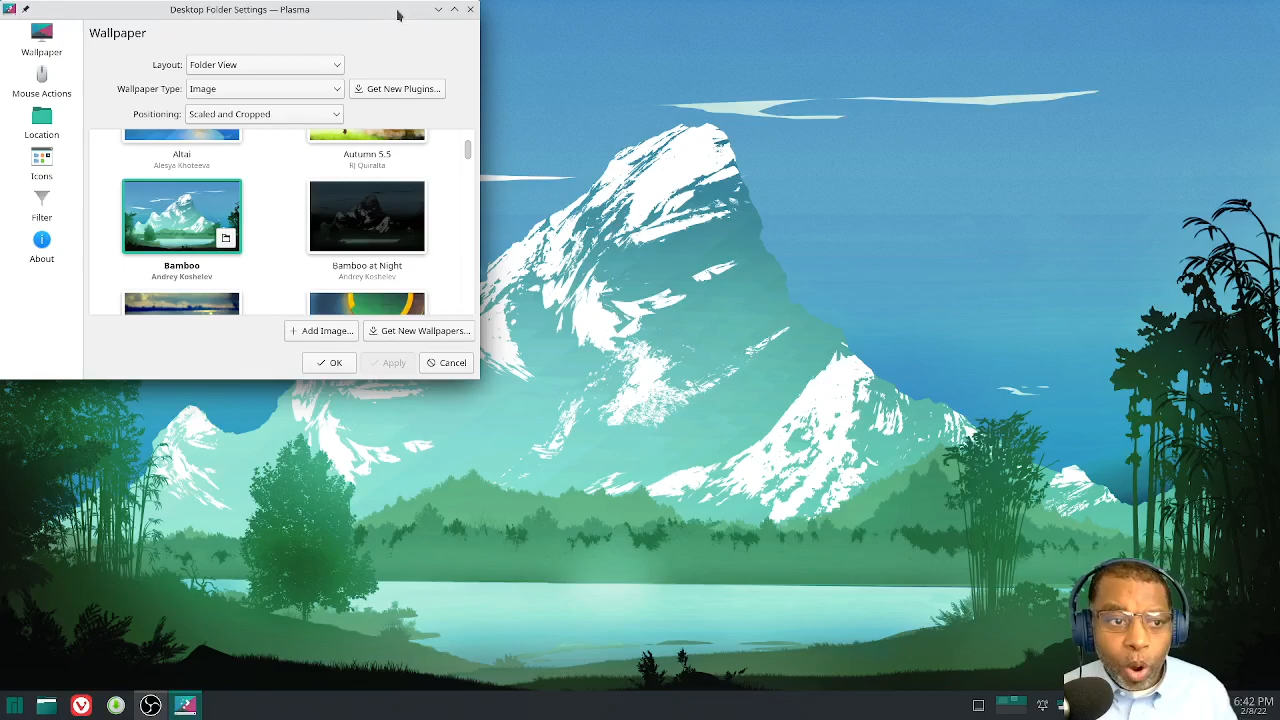 Desktop Folder Settings — Plasma
Wallpaper
Mouse Actions
Location
Icons
Filter
About
Wallpaper
Layout: Folder View
Wallpaper Type: Image Get New Plugins...
Positioning: Scaled and Cropped
Altai Autumn 5.5
Alesya Khoteeva RJ Quiralta
Bamboo Bamboo at Night
Andrey Koshelev Andrey Koshelev
Add Image... Get New Wallpapers...
OK Apply Cancel
6:42 PM
2/8/22